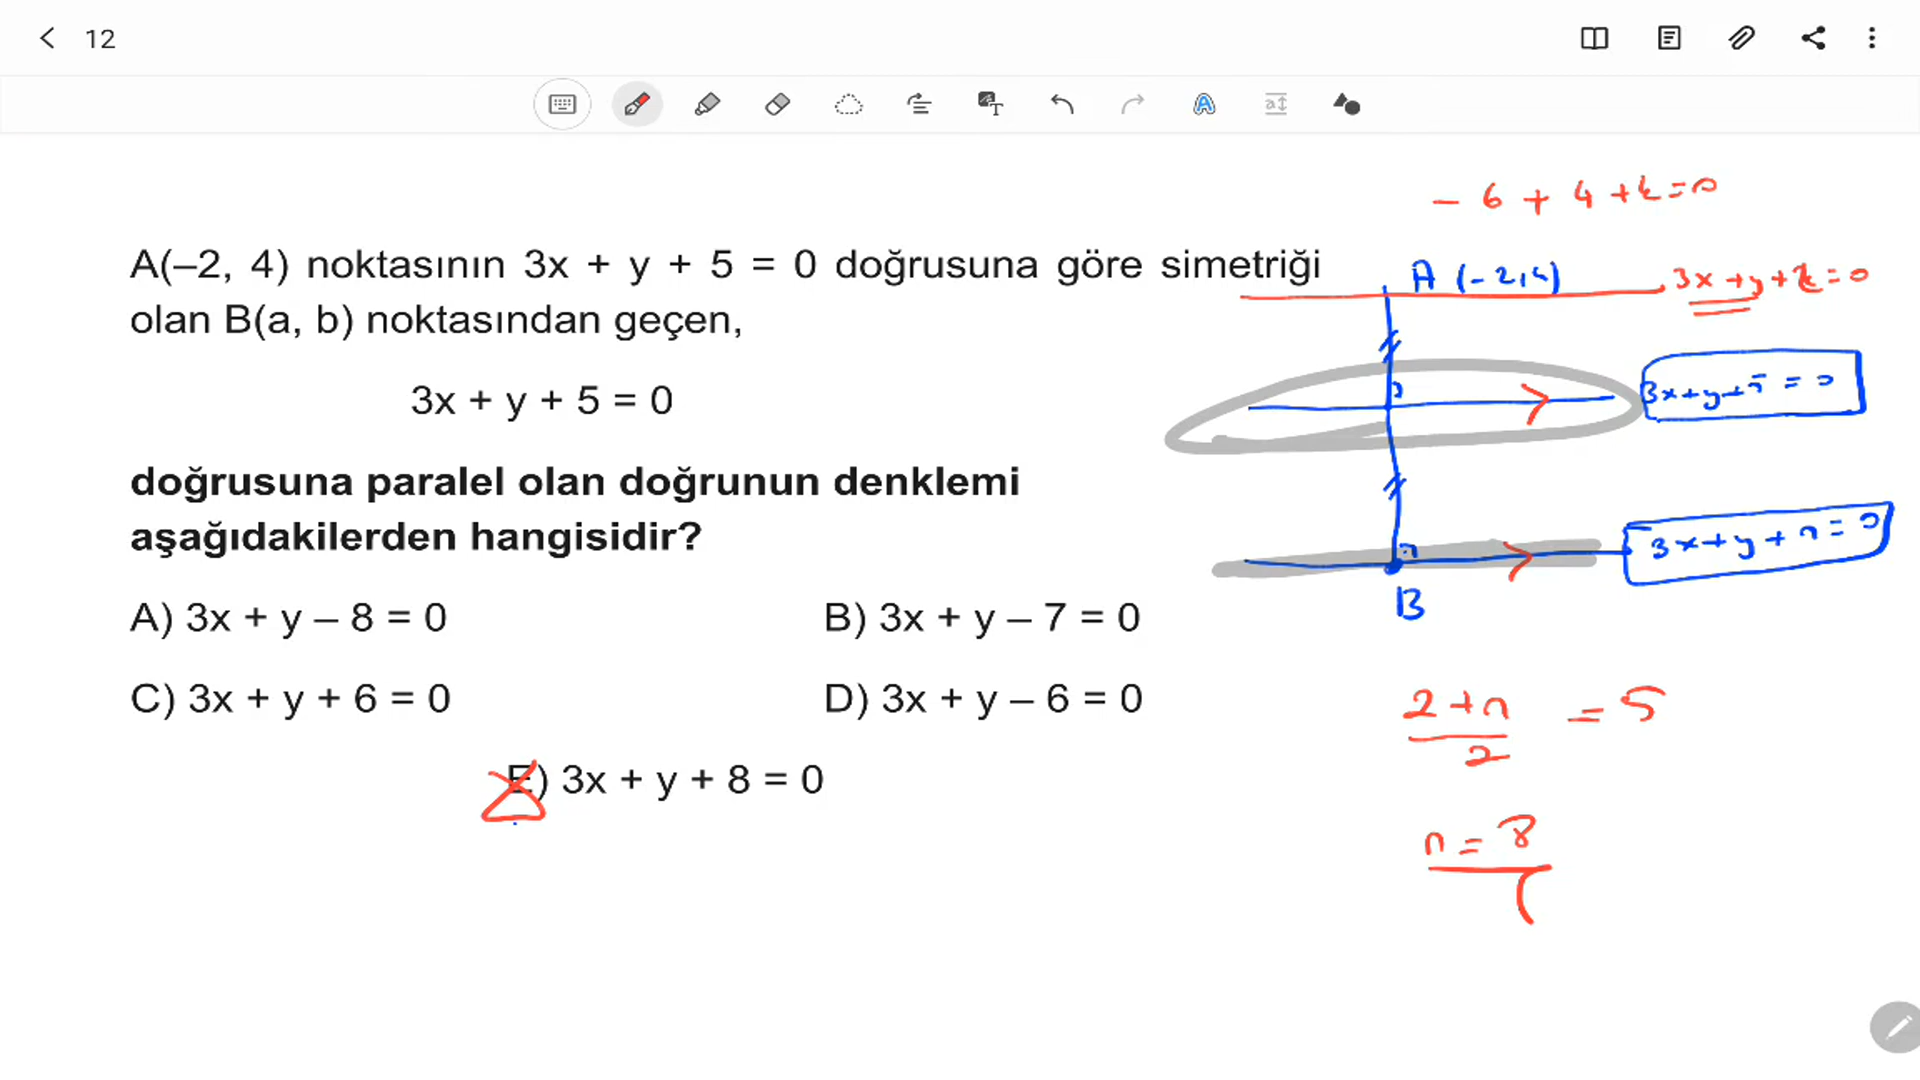 12
A(–2, 4) noktasının 3x + y + 5 = 0 doğrusuna göre simetriği
olan B(a, b) noktasından geçen,
3x + y + 5 = 0
doğrusuna paralel olan doğrunun denklemi
aşağıdakilerden hangisidir?
A) 3x + y – 8 = 0
B) 3x + y – 7 = 0
C) 3x + y + 6 = 0
D) 3x + y – 6 = 0
E) 3x + y + 8 = 0
- 6 + 4 + k = 0
A (-2,4)
3x + y + k = 0
3x + y + 5 = 0
3x + y + n = 0
B
2 + n
= 5
2
n = 8